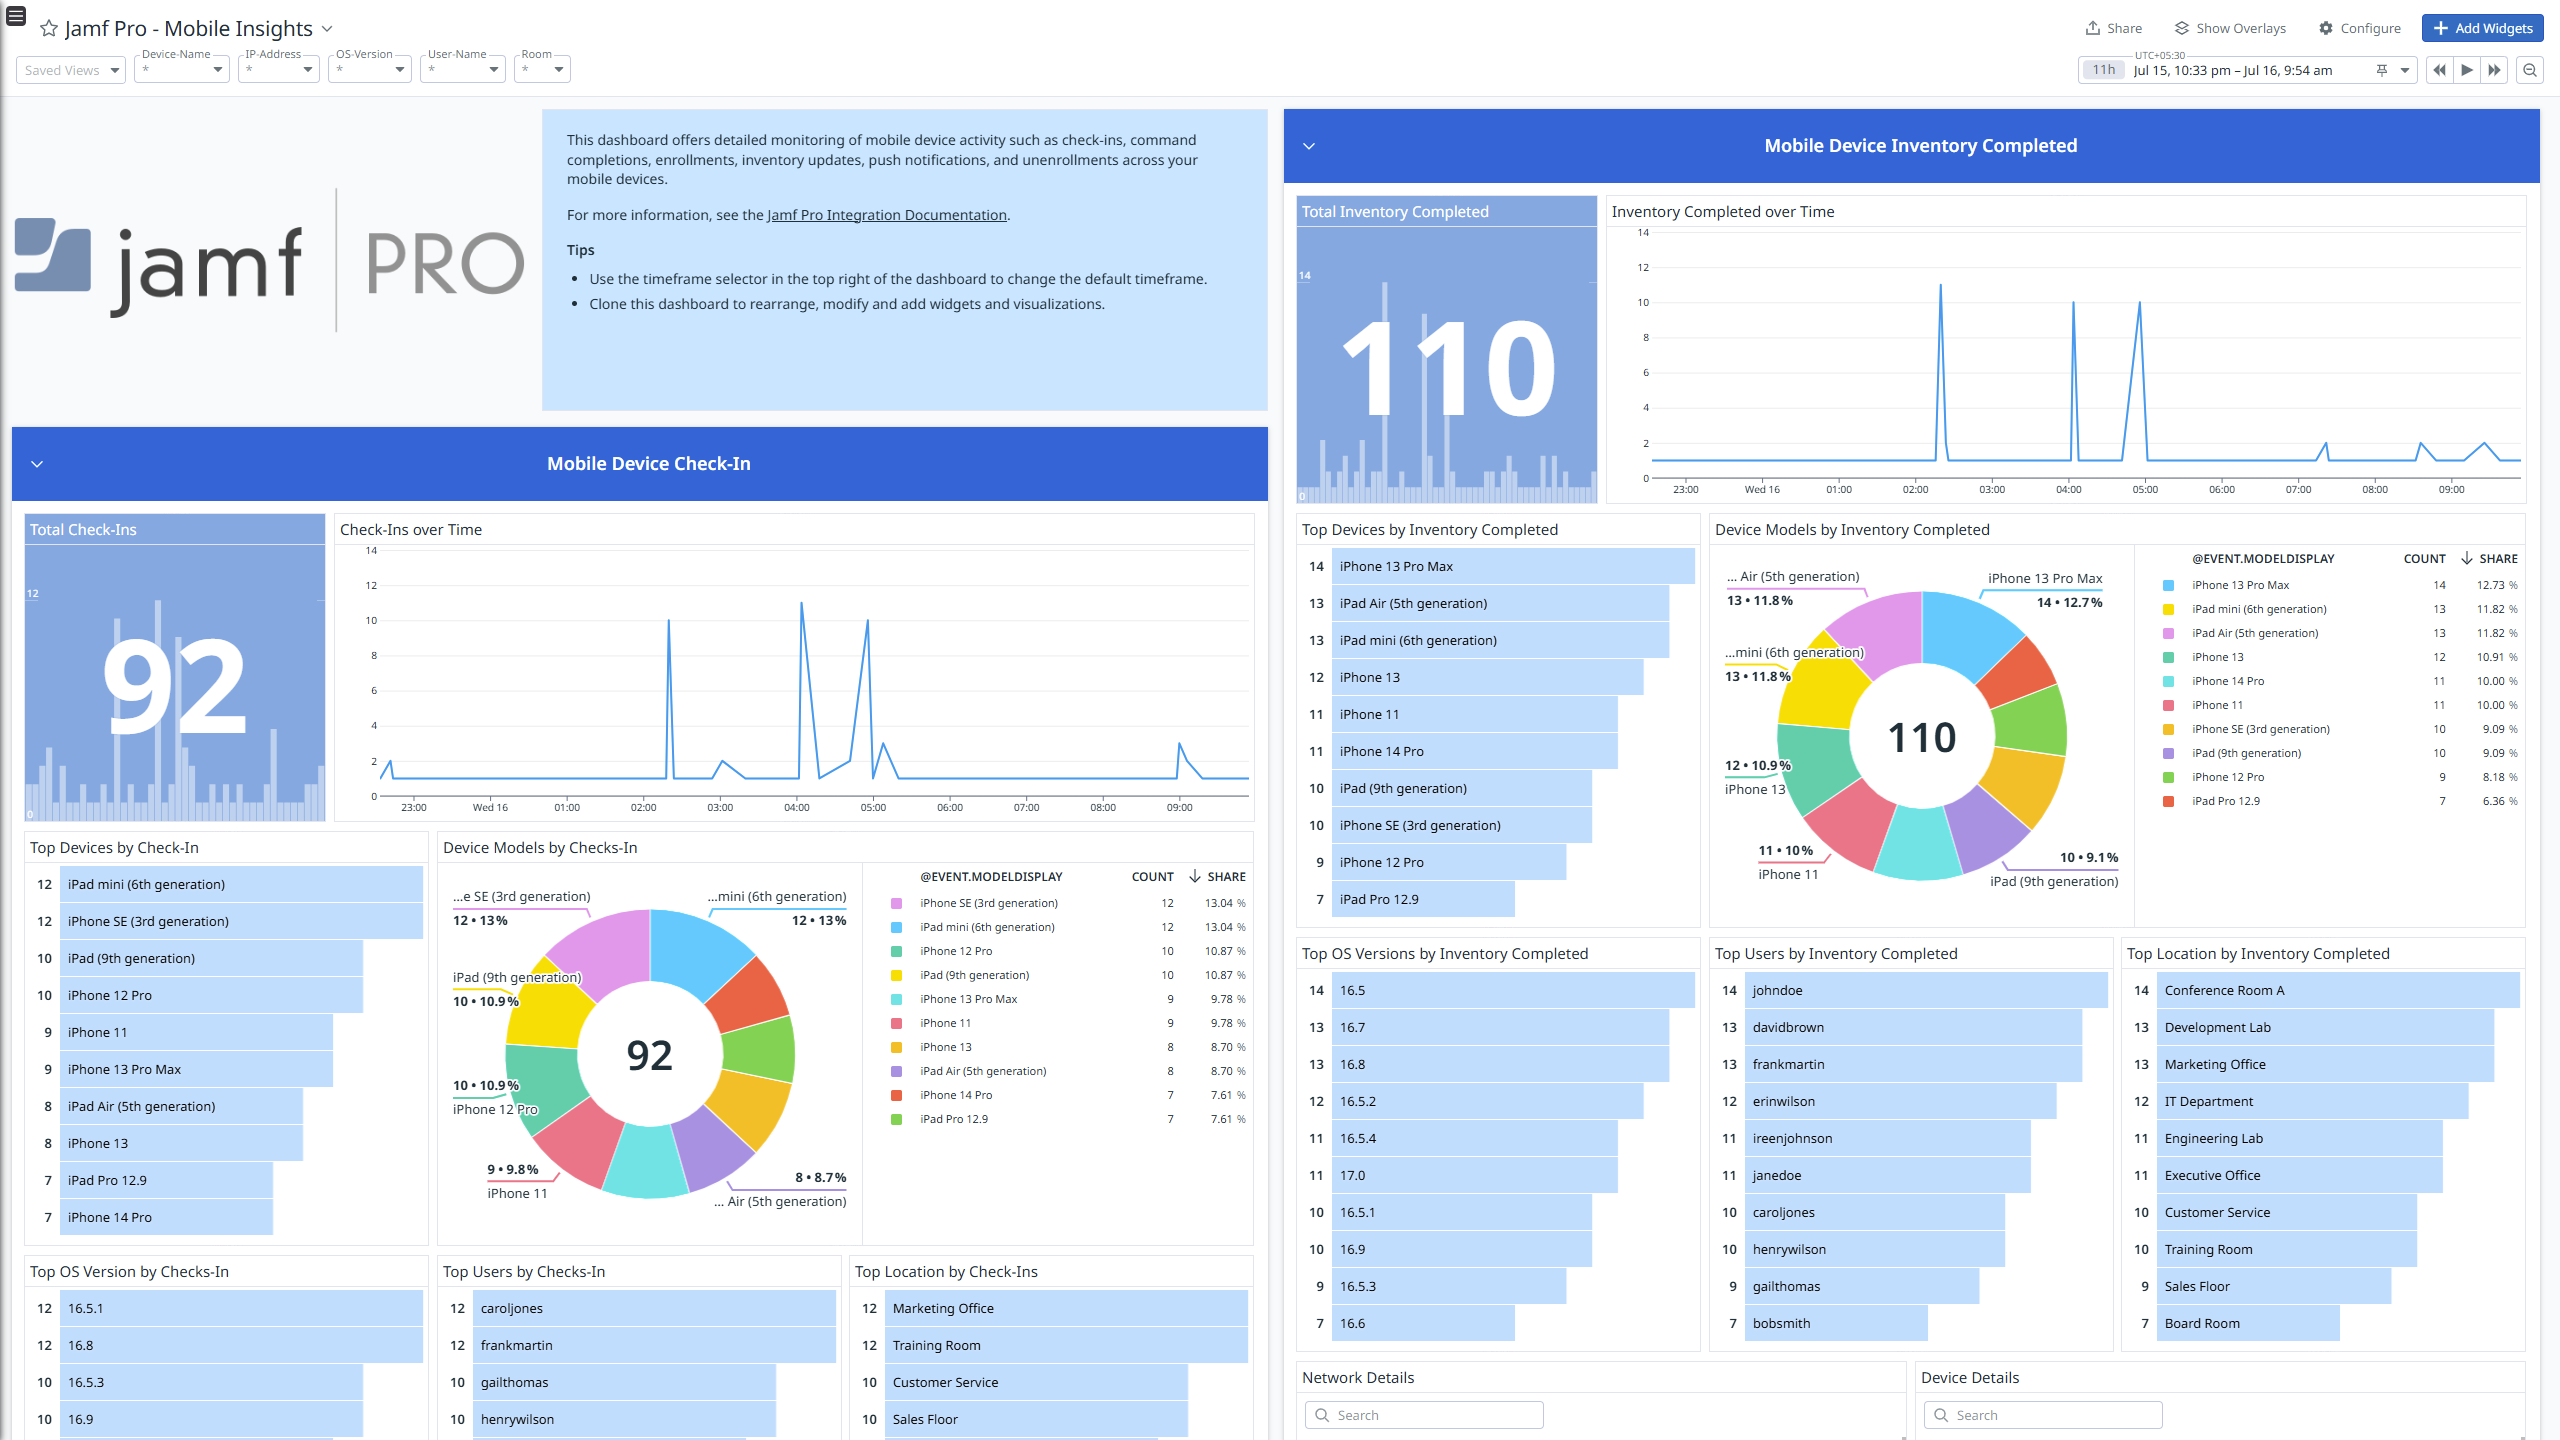 Jamf Pro - Mobile Insights
Share
Show Overlays
Configure
Add Widgets
Saved Views
Device-Name
*
IP-Address
*
OS-Version
*
User-Name
*
Room
*
UTC+05:30
11h
Jul 15, 10:33 pm – Jul 16, 9:54 am
jamf PRO
This dashboard offers detailed monitoring of mobile device activity such as check-ins, command
completions, enrollments, inventory updates, push notifications, and unenrollments across your
mobile devices.
For more information, see the Jamf Pro Integration Documentation.
Tips
• Use the timeframe selector in the top right of the dashboard to change the default timeframe.
• Clone this dashboard to rearrange, modify and add widgets and visualizations.
Mobile Device Check-In
Total Check-Ins
12
92
0
Check-Ins over Time
14
12
10
8
6
4
2
0
23:00 Wed 16 01:00 02:00 03:00 04:00 05:00 06:00 07:00 08:00 09:00
Top Devices by Check-In
12 iPad mini (6th generation)
12 iPhone SE (3rd generation)
10 iPad (9th generation)
10 iPhone 12 Pro
9 iPhone 11
9 iPhone 13 Pro Max
8 iPad Air (5th generation)
8 iPhone 13
7 iPad Pro 12.9
7 iPhone 14 Pro
Device Models by Checks-In
...e SE (3rd generation)
12 • 13%
...mini (6th generation)
12 • 13%
iPad (9th generation)
10 • 10.9%
92
10 • 10.9%
iPhone 12 Pro
9 • 9.8%
iPhone 11
8 • 8.7%
... Air (5th generation)
@EVENT.MODELDISPLAY COUNT SHARE
iPhone SE (3rd generation) 12 13.04 %
iPad mini (6th generation) 12 13.04 %
iPhone 12 Pro 10 10.87 %
iPad (9th generation) 10 10.87 %
iPhone 13 Pro Max 9 9.78 %
iPhone 11 9 9.78 %
iPhone 13 8 8.70 %
iPad Air (5th generation) 8 8.70 %
iPhone 14 Pro 7 7.61 %
iPad Pro 12.9 7 7.61 %
Top OS Version by Checks-In
12 16.5.1
12 16.8
10 16.5.3
10 16.9
Top Users by Checks-In
12 caroljones
12 frankmartin
10 gailthomas
10 henrywilson
Top Location by Check-Ins
12 Marketing Office
12 Training Room
10 Customer Service
10 Sales Floor
Mobile Device Inventory Completed
Total Inventory Completed
14
110
0
Inventory Completed over Time
14
12
10
8
6
4
2
0
23:00 Wed 16 01:00 02:00 03:00 04:00 05:00 06:00 07:00 08:00 09:00
Top Devices by Inventory Completed
14 iPhone 13 Pro Max
13 iPad Air (5th generation)
13 iPad mini (6th generation)
12 iPhone 13
11 iPhone 11
11 iPhone 14 Pro
10 iPad (9th generation)
10 iPhone SE (3rd generation)
9 iPhone 12 Pro
7 iPad Pro 12.9
Device Models by Inventory Completed
... Air (5th generation)
13 • 11.8%
iPhone 13 Pro Max
14 • 12.7%
...mini (6th generation)
13 • 11.8%
110
12 • 10.9%
iPhone 13
11 • 10%
iPhone 11
10 • 9.1%
iPad (9th generation)
@EVENT.MODELDISPLAY COUNT SHARE
iPhone 13 Pro Max 14 12.73 %
iPad mini (6th generation) 13 11.82 %
iPad Air (5th generation) 13 11.82 %
iPhone 13 12 10.91 %
iPhone 14 Pro 11 10.00 %
iPhone 11 11 10.00 %
iPhone SE (3rd generation) 10 9.09 %
iPad (9th generation) 10 9.09 %
iPhone 12 Pro 9 8.18 %
iPad Pro 12.9 7 6.36 %
Top OS Versions by Inventory Completed
14 16.5
13 16.7
13 16.8
12 16.5.2
11 16.5.4
11 17.0
10 16.5.1
10 16.9
9 16.5.3
7 16.6
Top Users by Inventory Completed
14 johndoe
13 davidbrown
13 frankmartin
12 erinwilson
11 ireenjohnson
11 janedoe
10 caroljones
10 henrywilson
9 gailthomas
7 bobsmith
Top Location by Inventory Completed
14 Conference Room A
13 Development Lab
13 Marketing Office
12 IT Department
11 Engineering Lab
11 Executive Office
10 Customer Service
10 Training Room
9 Sales Floor
7 Board Room
Network Details
Search
Device Details
Search